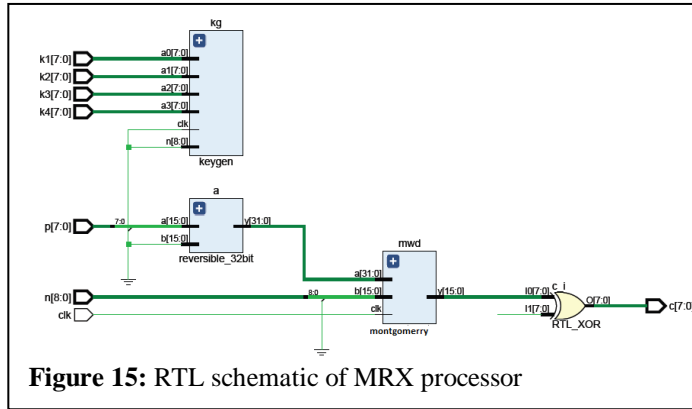 kg
k1[7:0]
k2[7:0]
k3[7:0]
k4[7:0]
a0[7:0]
a1[7:0]
a2[7:0]
a3[7:0]
clk
n[8:0]
keygen
a
p[7:0]
7:0
a[15:0]
b[15:0]
y[31:0]
reversible_32bit
mwd
n[8:0]
clk
8:0
a[31:0]
b[15:0]
clk
y[15:0]
montgomerry
c_i
I0[7:0]
I1[7:0]
O[7:0]
RTL_XOR
c[7:0]
Figure 15: RTL schematic of MRX processor